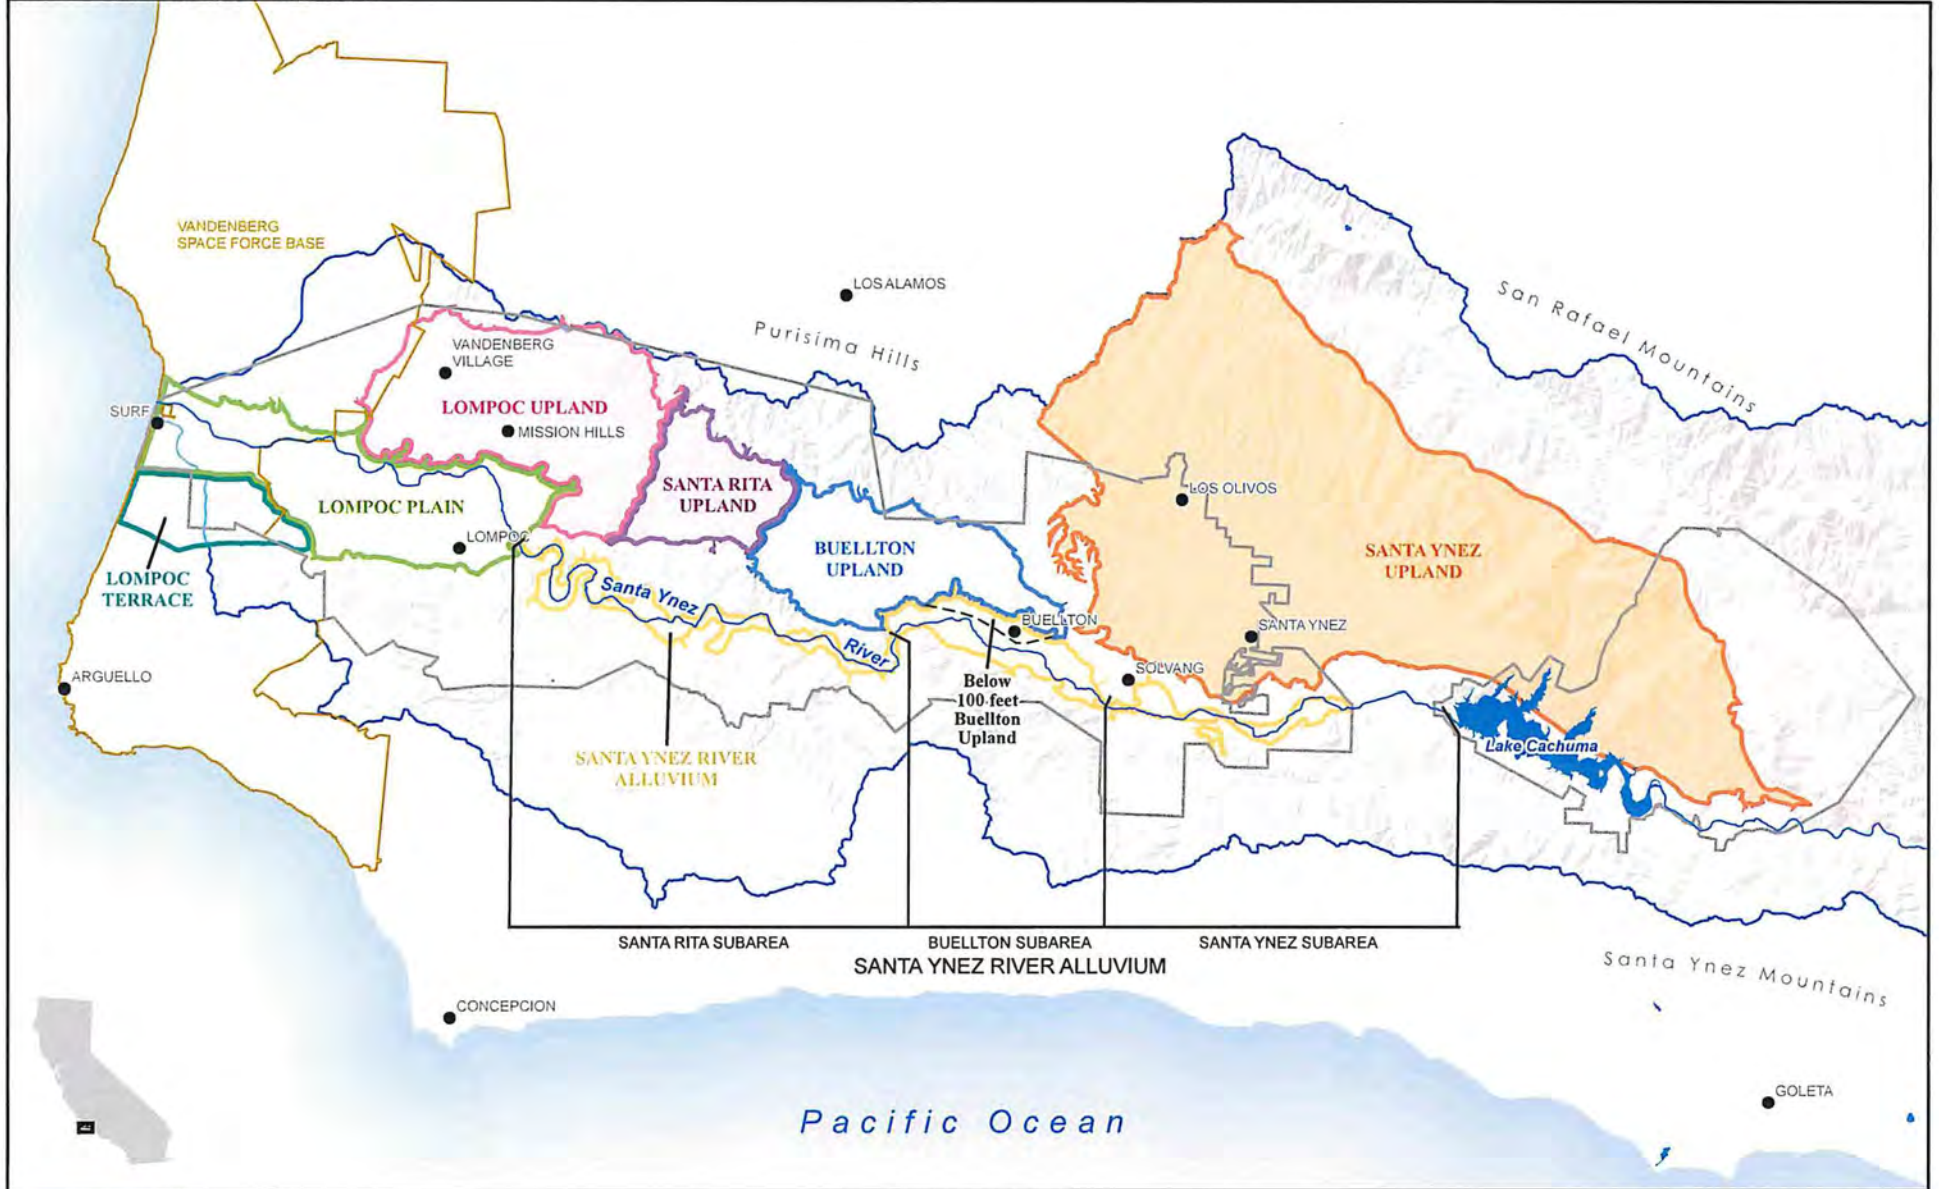 VANDENBERG
SPACE FORCE BASE
LOS ALAMOS
San Rafael Mountains
Purisima Hills
VANDENBERG
VILLAGE
SURF
LOMPOC UPLAND
MISSION HILLS
SANTA RITA
UPLAND
LOS OLIVOS
LOMPOC PLAIN
LOMPOC
BUELLTON
UPLAND
SANTA YNEZ
UPLAND
LOMPOC
TERRACE
Santa Ynez
River
BUELLTON
SANTA YNEZ
SOLVANG
ARGUELLO
Below
100 feet
Buellton
Upland
SANTA YNEZ RIVER
ALLUVIUM
Lake Cachuma
SANTA RITA SUBAREA
BUELLTON SUBAREA
SANTA YNEZ SUBAREA
SANTA YNEZ RIVER ALLUVIUM
Santa Ynez Mountains
CONCEPCION
GOLETA
Pacific Ocean